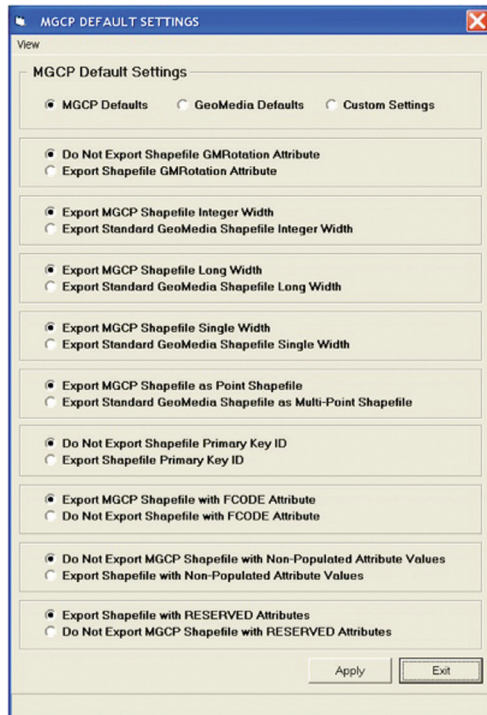 MGCP DEFAULT SETTINGS
View
MGCP Default Settings
MGCP Defaults GeoMedia Defaults Custom Settings
Do Not Export Shapefile GMRotation Attribute
Export Shapefile GMRotation Attribute
Export MGCP Shapefile Integer Width
Export Standard GeoMedia Shapefile Integer Width
Export MGCP Shapefile Long Width
Export Standard GeoMedia Shapefile Long Width
Export MGCP Shapefile Single Width
Export Standard GeoMedia Shapefile Single Width
Export MGCP Shapefile as Point Shapefile
Export Standard GeoMedia Shapefile as Multi-Point Shapefile
Do Not Export Shapefile Primary Key ID
Export Shapefile Primary Key ID
Export MGCP Shapefile with FCODE Attribute
Do Not Export Shapefile with FCODE Attribute
Do Not Export MGCP Shapefile with Non-Populated Attribute Values
Export Shapefile with Non-Populated Attribute Values
Export Shapefile with RESERVED Attributes
Do Not Export MGCP Shapefile with RESERVED Attributes
Apply Exit